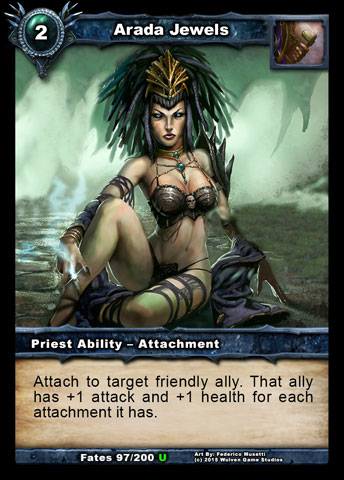 2
Arada Jewels
Priest Ability – Attachment
Attach to target friendly ally. That ally
has +1 attack and +1 health for each
attachment it has.
Fates 97/200 U
Art By: Federico Musetti
(c) 2015 Wulven Game Studios